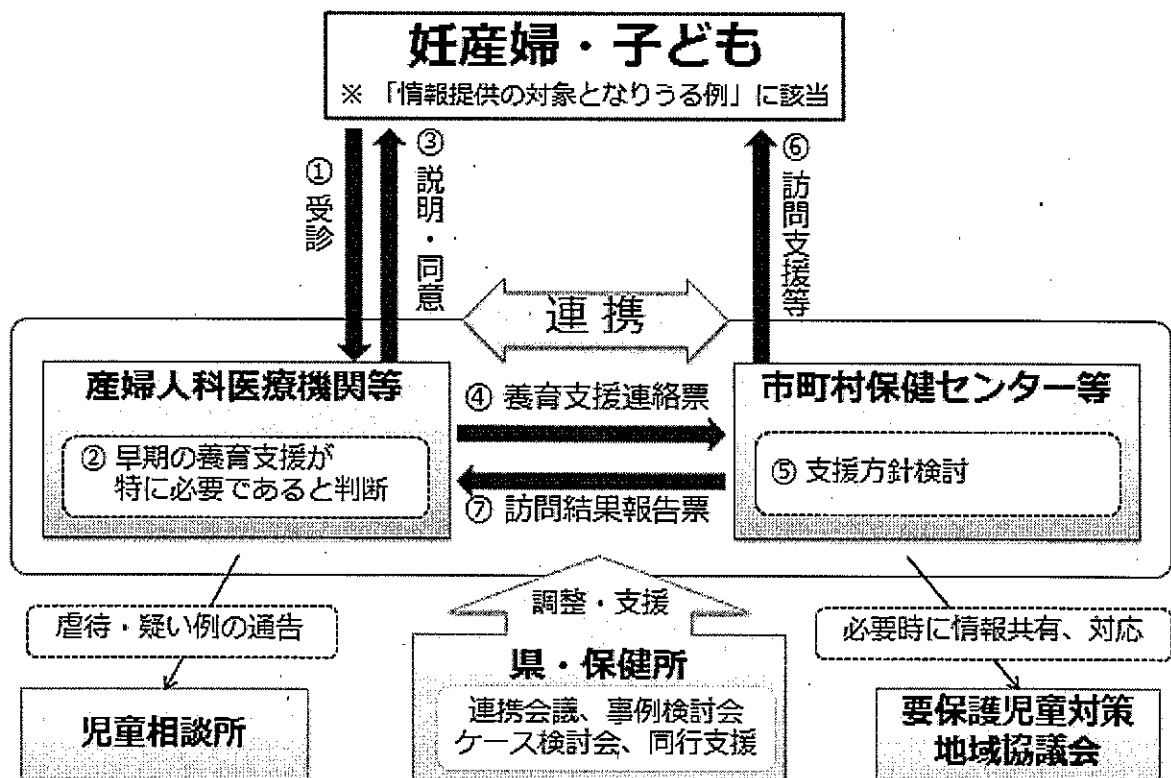 妊産婦・子ども
※ 「情報提供の対象となりうる例」に該当
① 受診
③ 説明・同意
⑥ 訪問支援等
連携
産婦人科医療機関等
② 早期の養育支援が
特に必要であると判断
④ 養育支援連絡票
⑦ 訪問結果報告票
市町村保健センター等
⑤ 支援方針検討
虐待・疑い例の通告
調整・支援
必要時に情報共有、対応
児童相談所
県・保健所
連携会議、事例検討会
ケース検討会、同行支援
要保護児童対策
地域協議会